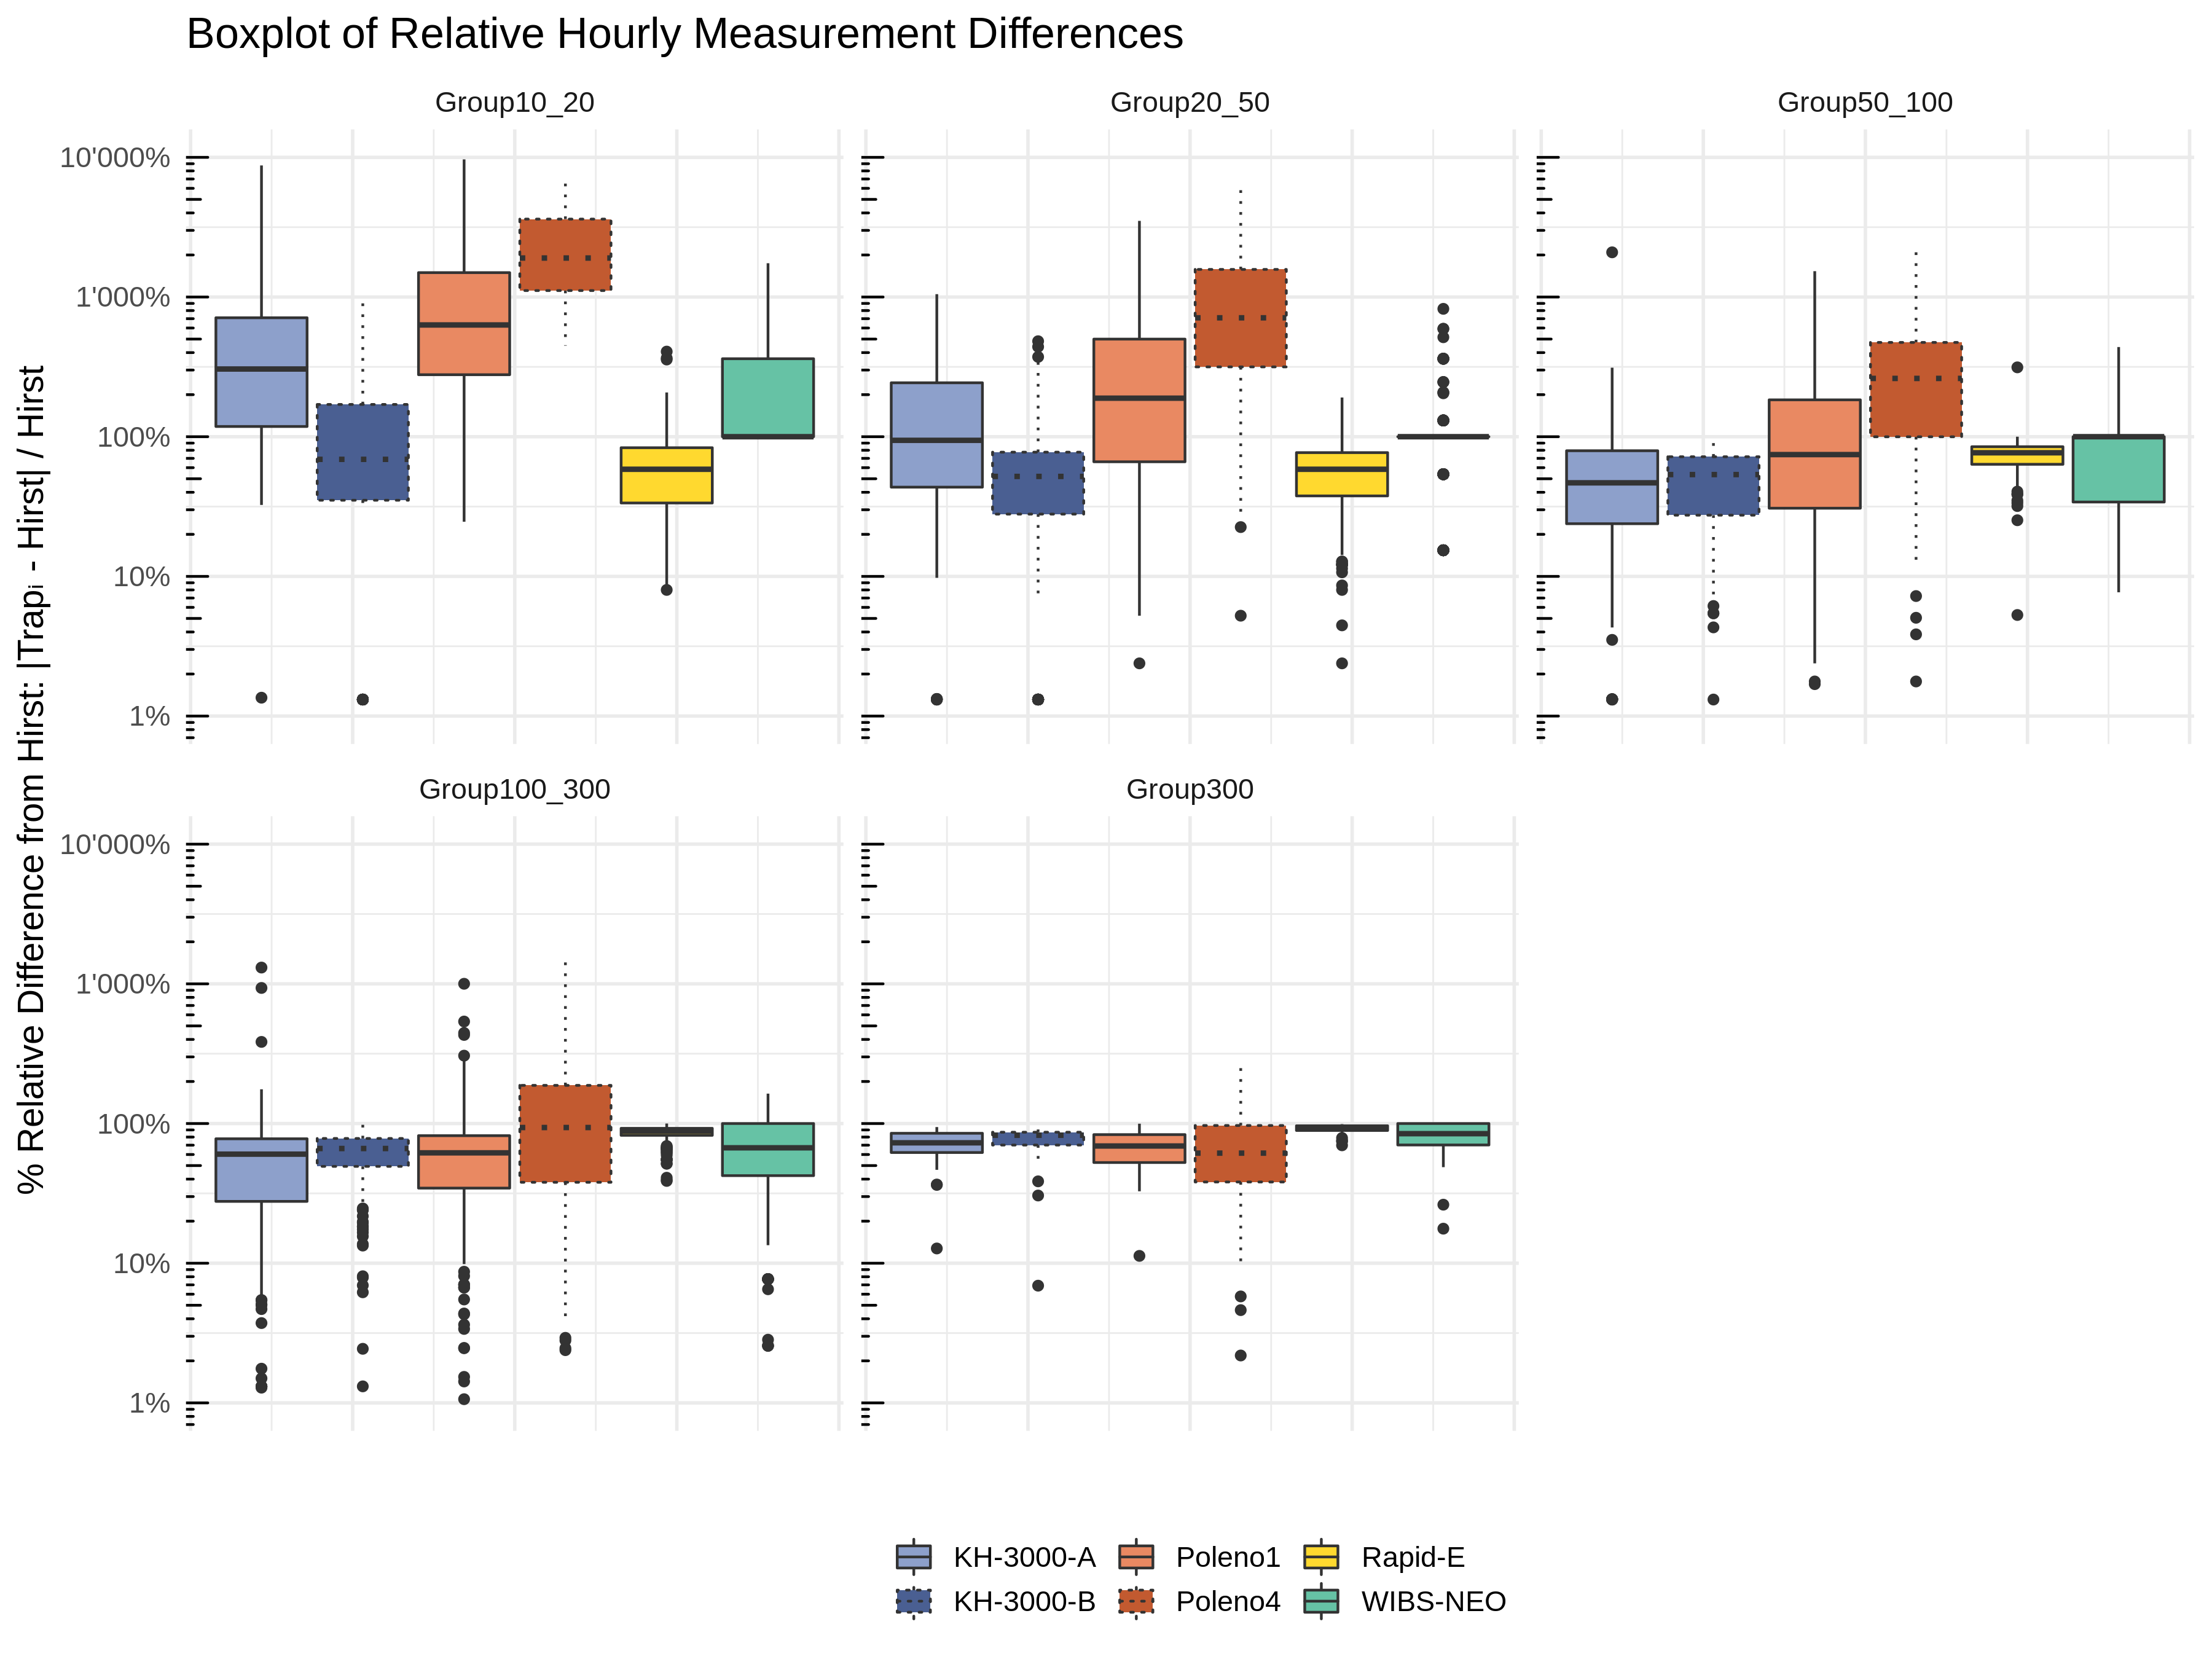 Boxplot of Relative Hourly Measurement Differences
% Relative Difference from Hirst: |Trapᵢ - Hirst| / Hirst
Group10_20
Group20_50
Group50_100
10'000%
1'000%
100%
10%
1%
Group100_300
Group300
10'000%
1'000%
100%
10%
1%
KH-3000-A Poleno1 Rapid-E
KH-3000-B Poleno4 WIBS-NEO